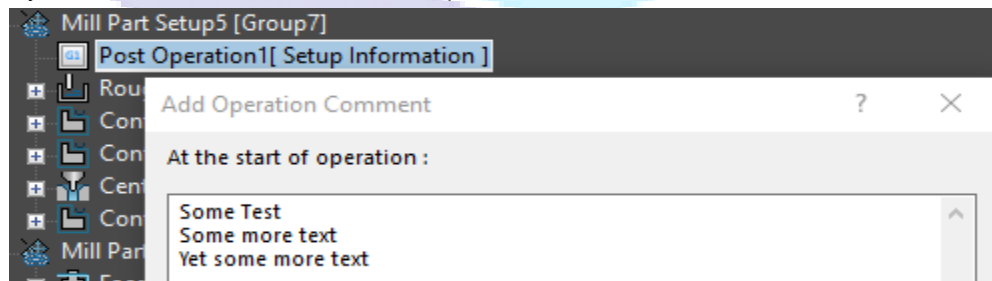 Mill Part Setup5 [Group7]
G1 Post Operation1[ Setup Information ]
Add Operation Comment ?
At the start of operation :
Some Test
Some more text
Yet some more text
Mill Part